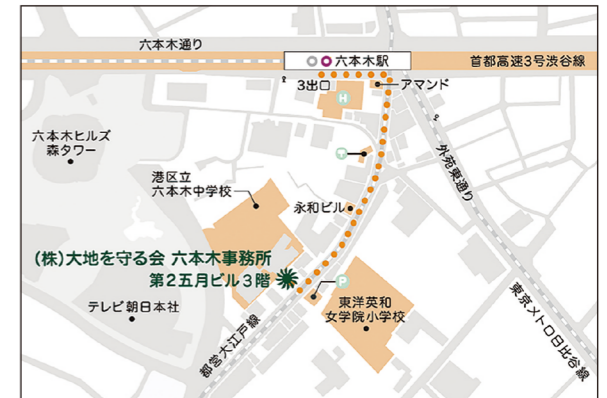 六本木通り
六本木駅
首都高速3号渋谷線
3出口
アマンド
H
六本木ヒルズ
森タワー
外苑東通り
港区立
六本木中学校
永和ビル
(株)大地を守る会 六本木事務所
第2五月ビル3階
P
テレビ朝日本社
東洋英和
女学院小学校
都営大江戸線
東京メトロ日比谷線